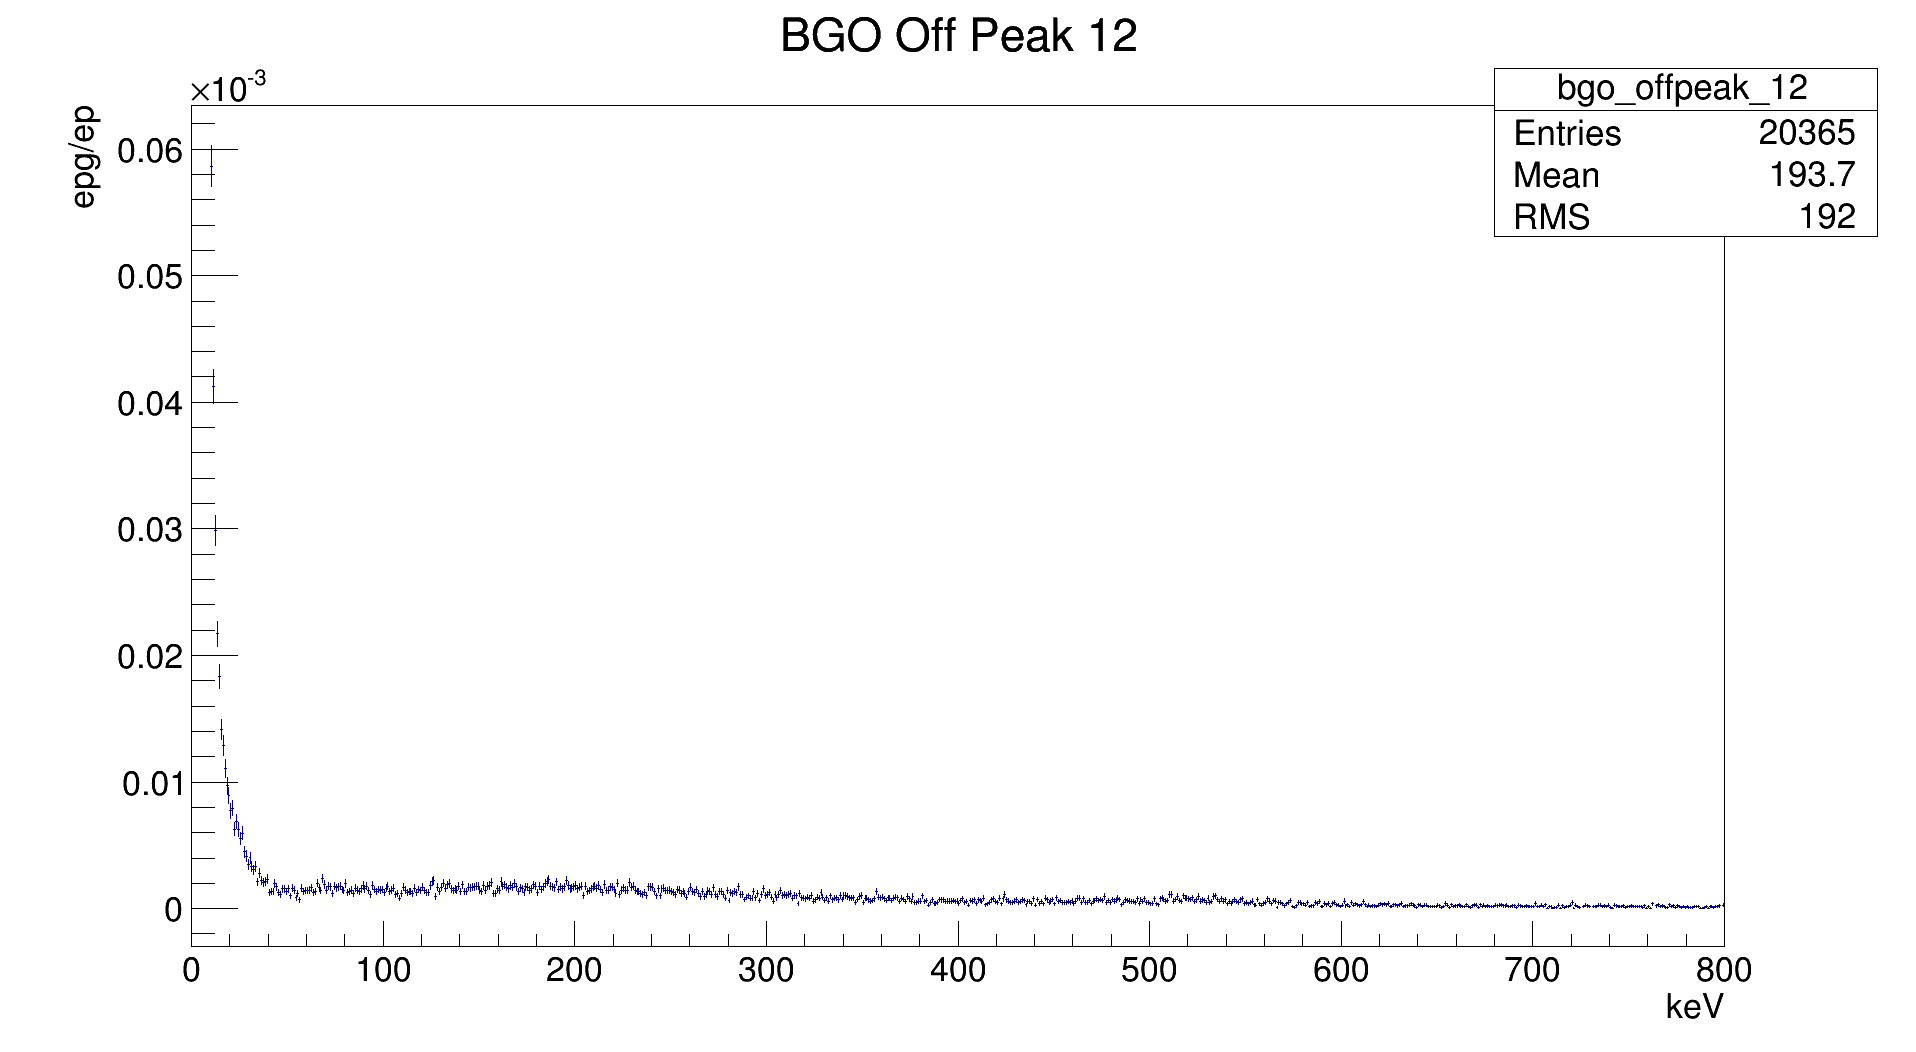 BGO Off Peak 12
×10-3
epg/ep
bgo_offpeak_12
Entries 20365
Mean 193.7
RMS 192
0.06
0.05
0.04
0.03
0.02
0.01
0
0 100 200 300 400 500 600 700 800
keV